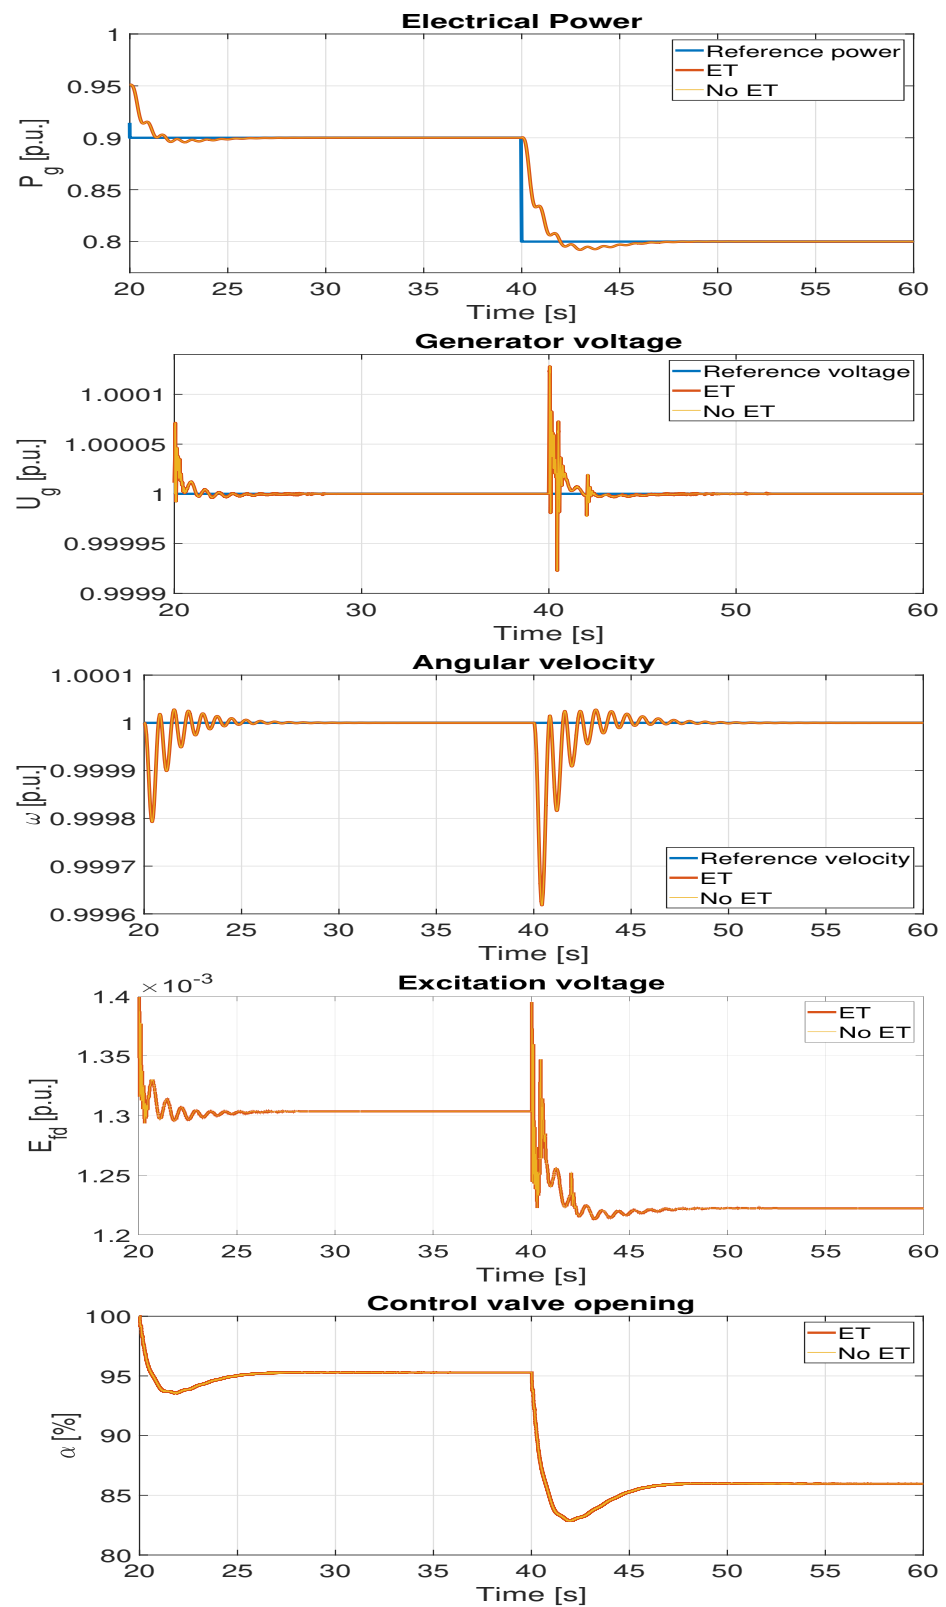 Electrical Power
1
0.95
0.9
0.85
0.8
P_g [p.u.]
Reference power
ET
No ET
20 25 30 35 40 45 50 55 60
Time [s]
Generator voltage
1.0001
1.00005
1
0.99995
0.9999
U_g [p.u.]
Reference voltage
ET
No ET
20 30 40 50 60
Time [s]
Angular velocity
1.0001
1
0.9999
0.9998
0.9997
0.9996
ω [p.u.]
Reference velocity
ET
No ET
20 25 30 35 40 45 50 55 60
Time [s]
Excitation voltage
×10^-3
1.4
1.35
1.3
1.25
1.2
E_fd [p.u.]
ET
No ET
20 25 30 35 40 45 50 55 60
Time [s]
Control valve opening
100
95
90
85
80
α [%]
ET
No ET
20 25 30 35 40 45 50 55 60
Time [s]